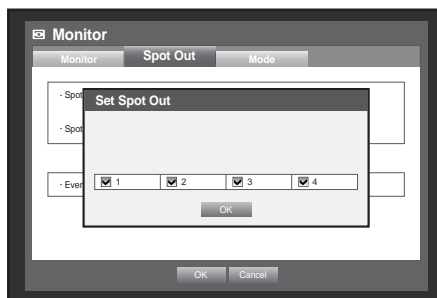 Monitor
Monitor Spot Out Mode
· Spot
Set Spot Out
· Spot
· Even
1 2 3 4
OK
OK Cancel